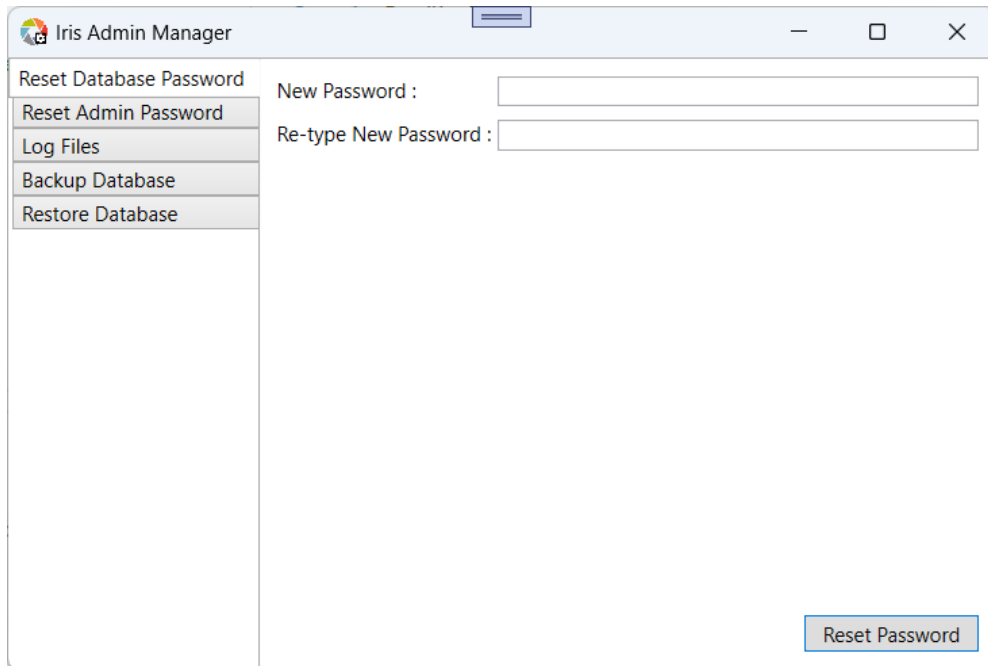 Iris Admin Manager
Reset Database Password
Reset Admin Password
Log Files
Backup Database
Restore Database
New Password :
Re-type New Password :
Reset Password